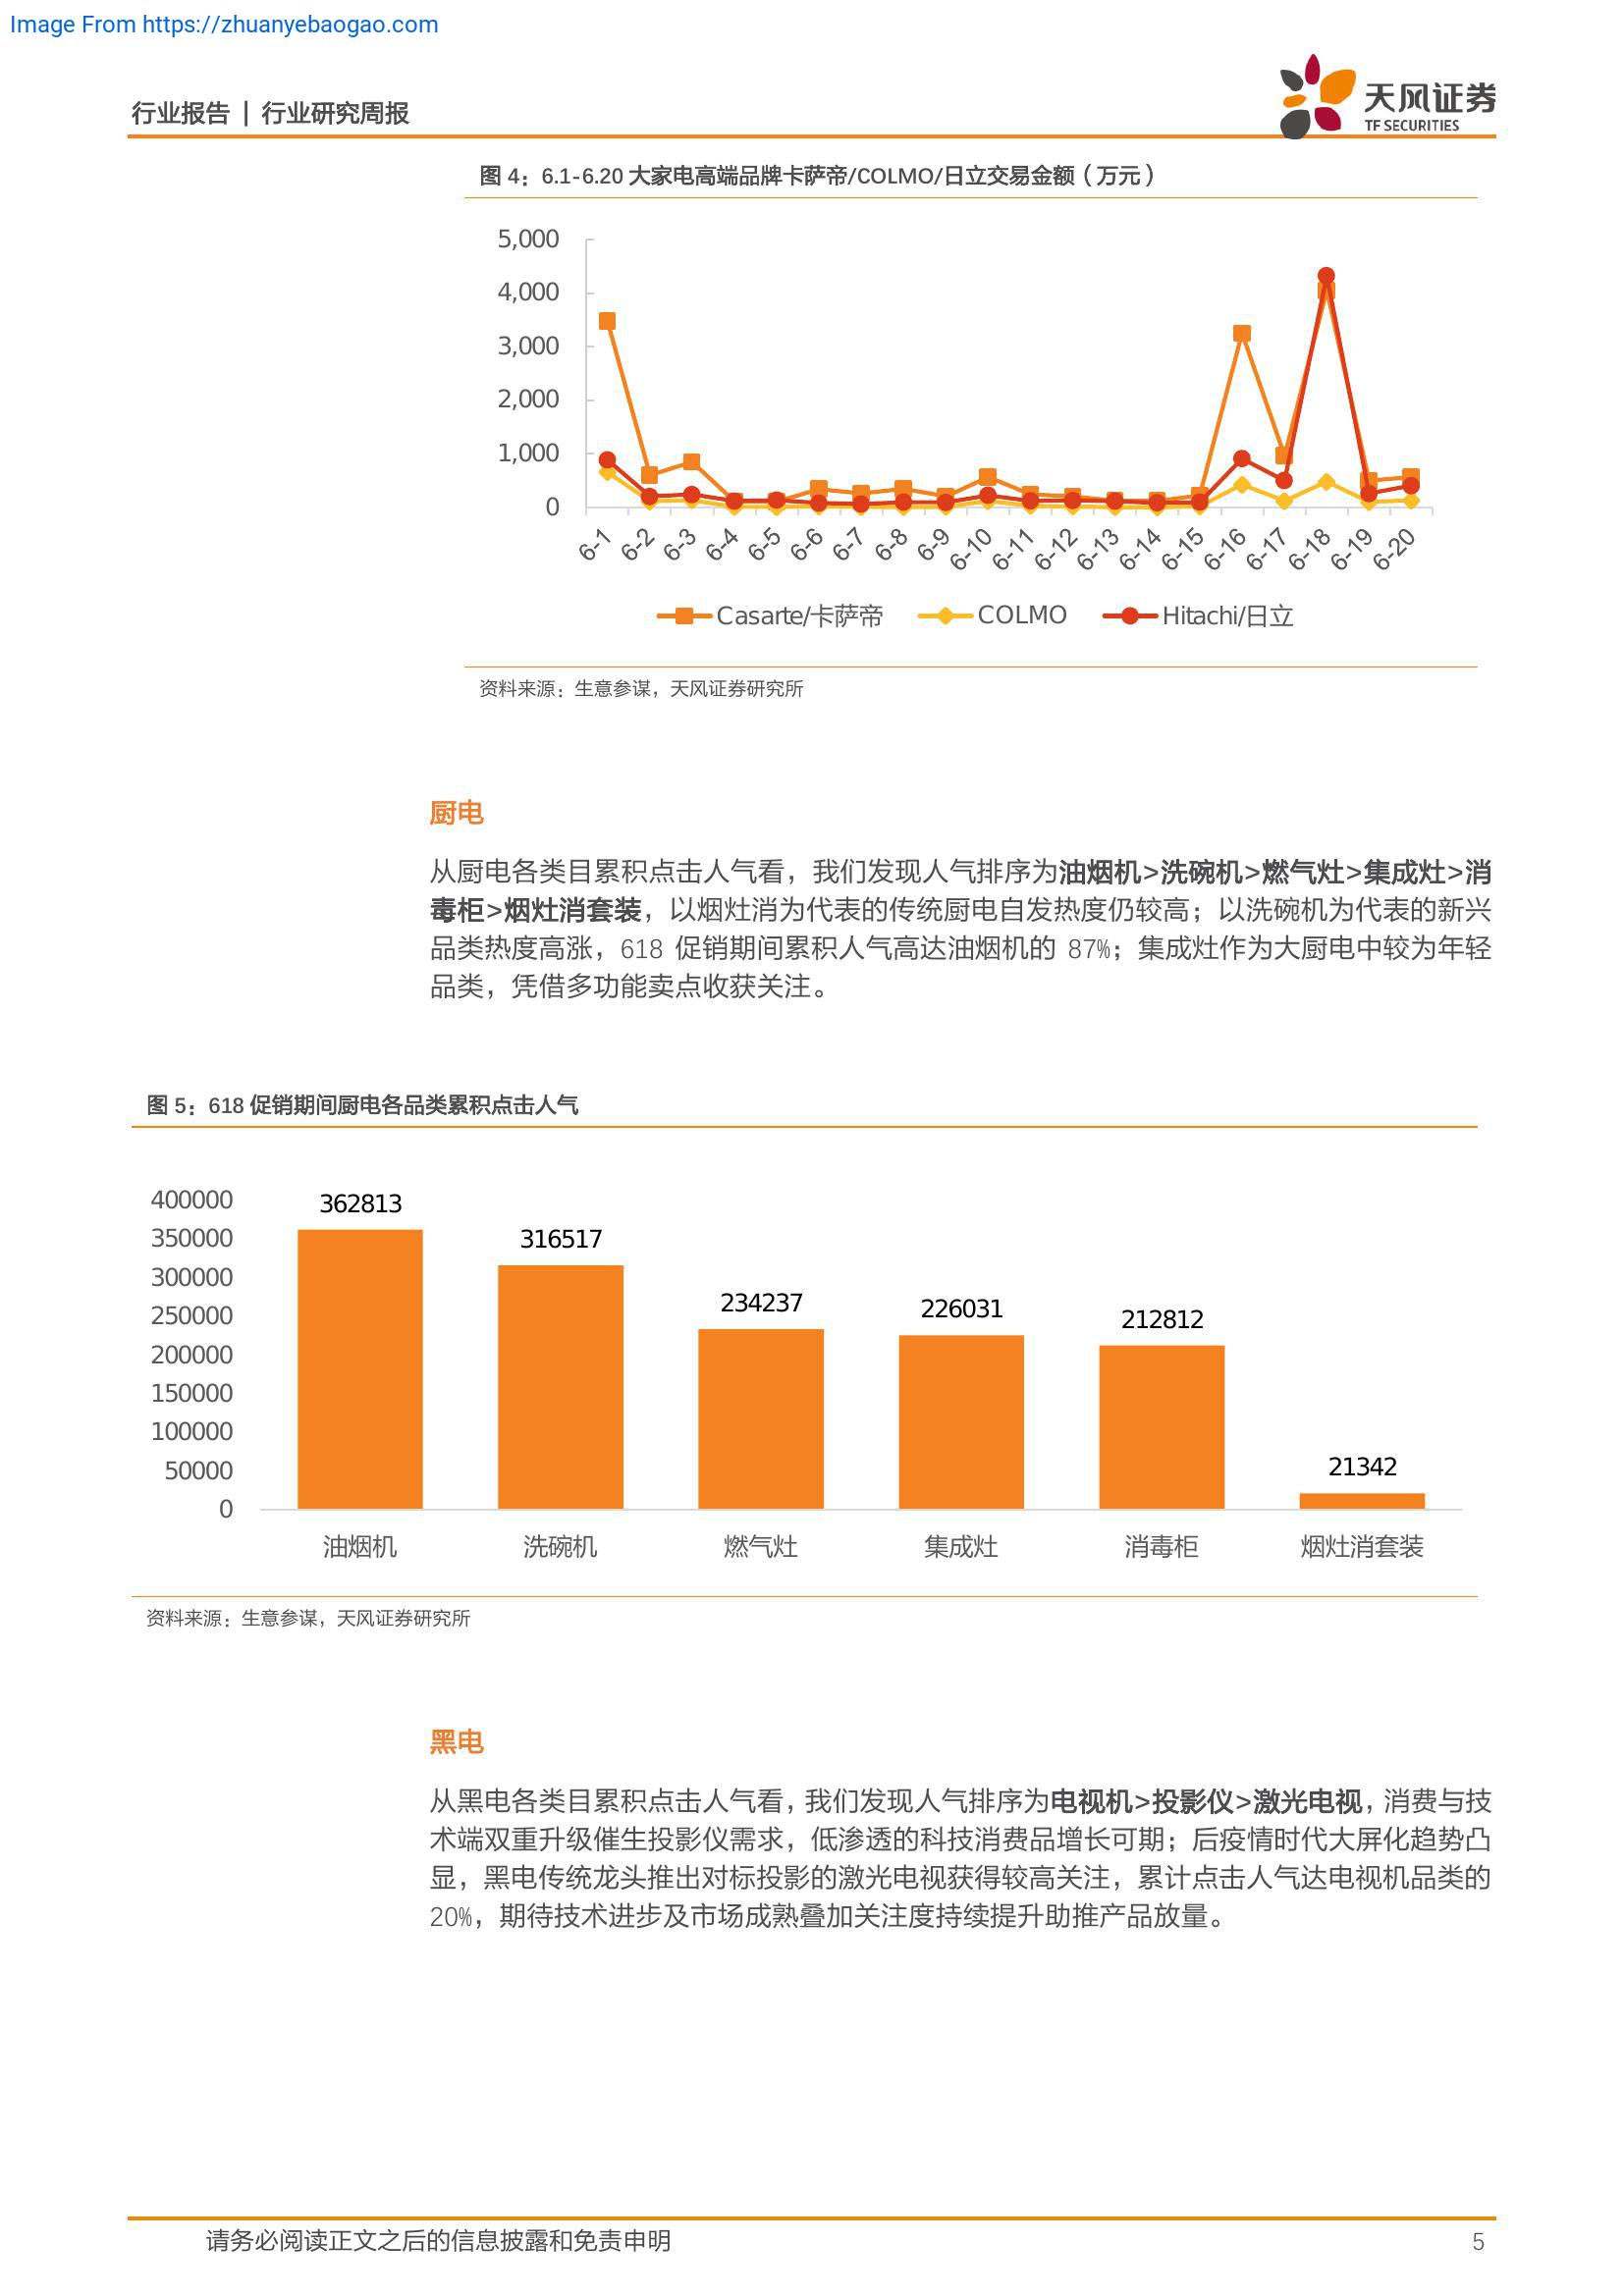 Image From https://zhuanyebaogao.com
行业报告 | 行业研究周报
天风证券
TF SECURITIES
图 4：6.1-6.20 大家电高端品牌卡萨帝/COLMO/日立交易金额（万元）
5,000
4,000
3,000
2,000
1,000
0
6-1 6-2 6-3 6-4 6-5 6-6 6-7 6-8 6-9 6-10 6-11 6-12 6-13 6-14 6-15 6-16 6-17 6-18 6-19 6-20
Casarte/卡萨帝 COLMO Hitachi/日立
资料来源：生意参谋，天风证券研究所
厨电
从厨电各类目累积点击人气看，我们发现人气排序为油烟机>洗碗机>燃气灶>集成灶>消
毒柜>烟灶消套装，以烟灶消为代表的传统厨电自发热度仍较高；以洗碗机为代表的新兴
品类热度高涨，618 促销期间累积人气高达油烟机的 87%；集成灶作为大厨电中较为年轻
品类，凭借多功能卖点收获关注。
图 5：618 促销期间厨电各品类累积点击人气
400000
350000
300000
250000
200000
150000
100000
50000
0
362813
316517
234237
226031
212812
21342
油烟机 洗碗机 燃气灶 集成灶 消毒柜 烟灶消套装
资料来源：生意参谋，天风证券研究所
黑电
从黑电各类目累积点击人气看，我们发现人气排序为电视机>投影仪>激光电视，消费与技
术端双重升级催生投影仪需求，低渗透的科技消费品增长可期；后疫情时代大屏化趋势凸
显，黑电传统龙头推出对标投影的激光电视获得较高关注，累计点击人气达电视机品类的
20%，期待技术进步及市场成熟叠加关注度持续提升助推产品放量。
请务必阅读正文之后的信息披露和免责申明
5